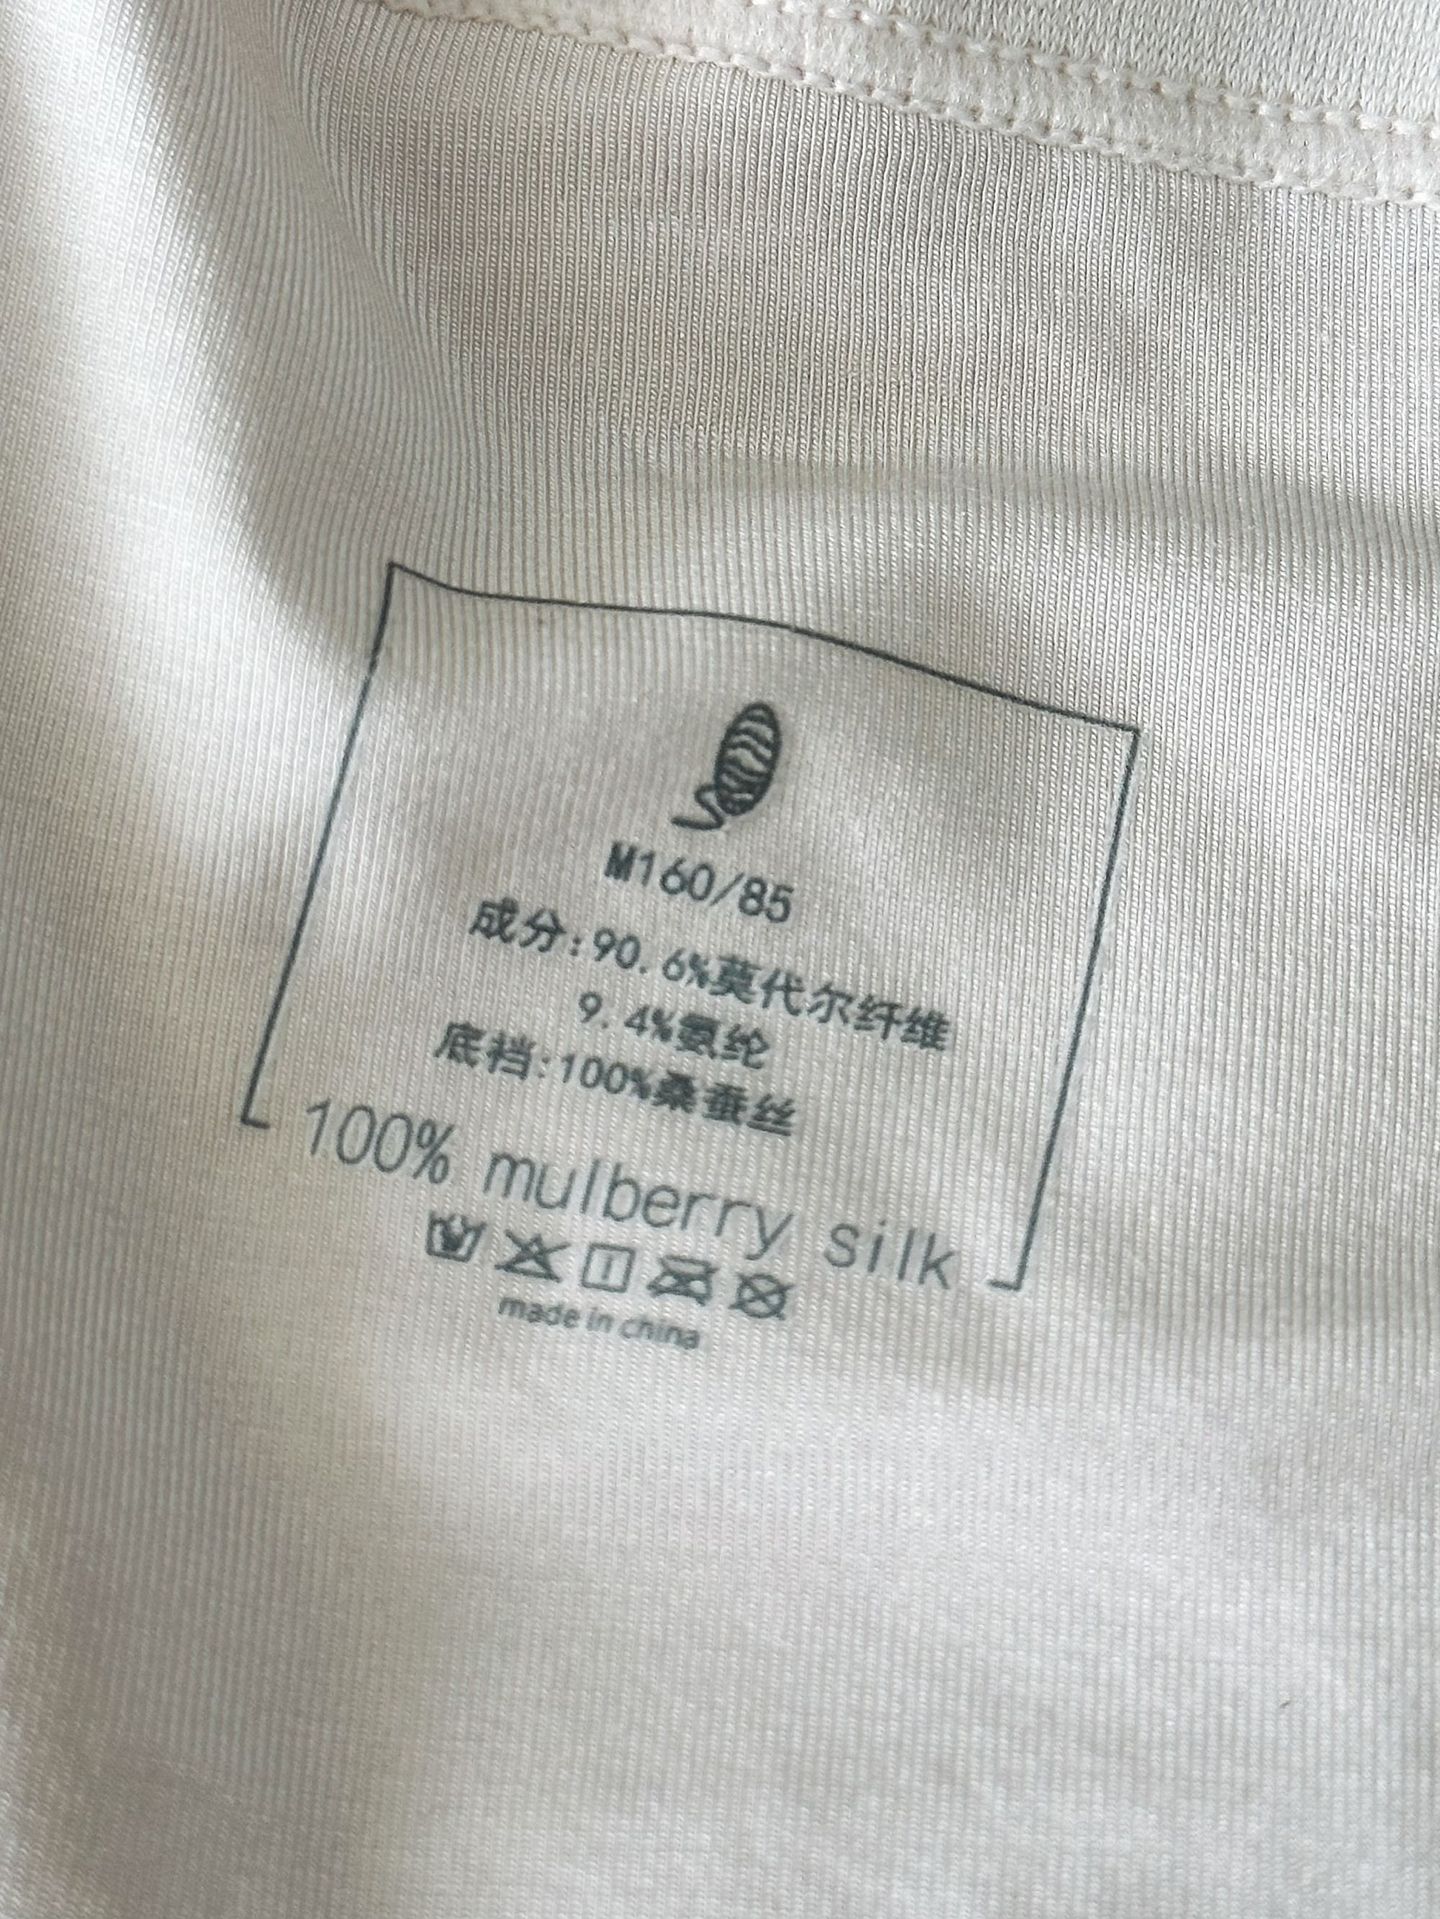 M160/85
成分:90.6%莫代尔纤维
9.4%氨纶
底档:100%桑蚕丝
100% mulberry silk
made in china